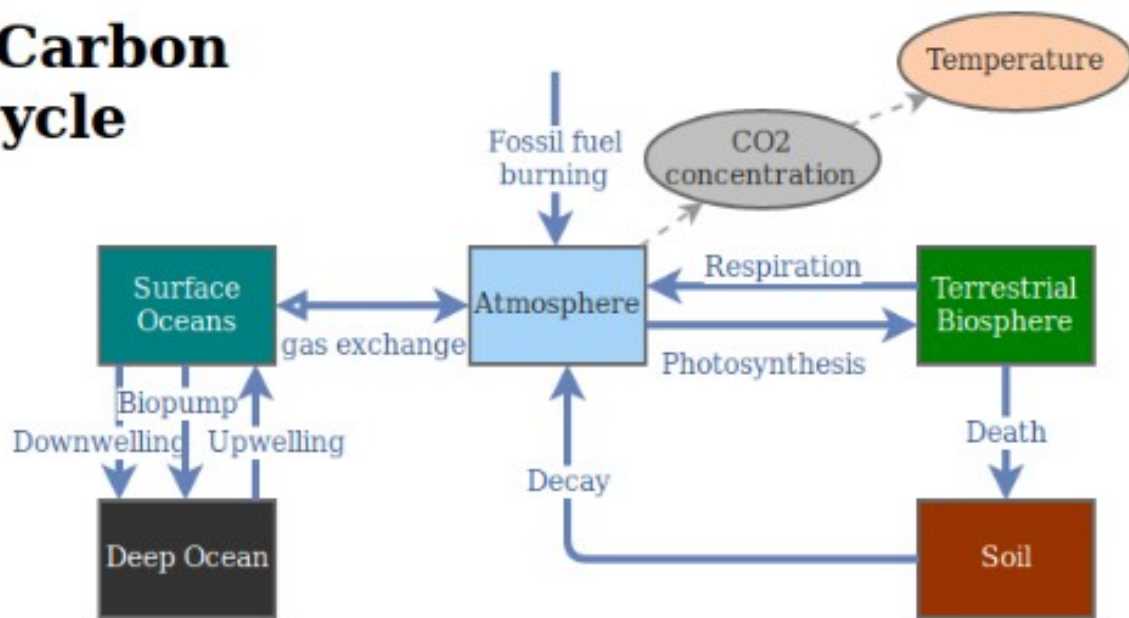 Carbon
ycle
Temperature
CO2
concentration
Fossil fuel
burning
Surface
Oceans
gas exchange
Atmosphere
Respiration
Photosynthesis
Terrestrial
Biosphere
Biopump
Downwelling
Upwelling
Death
Decay
Deep Ocean
Soil